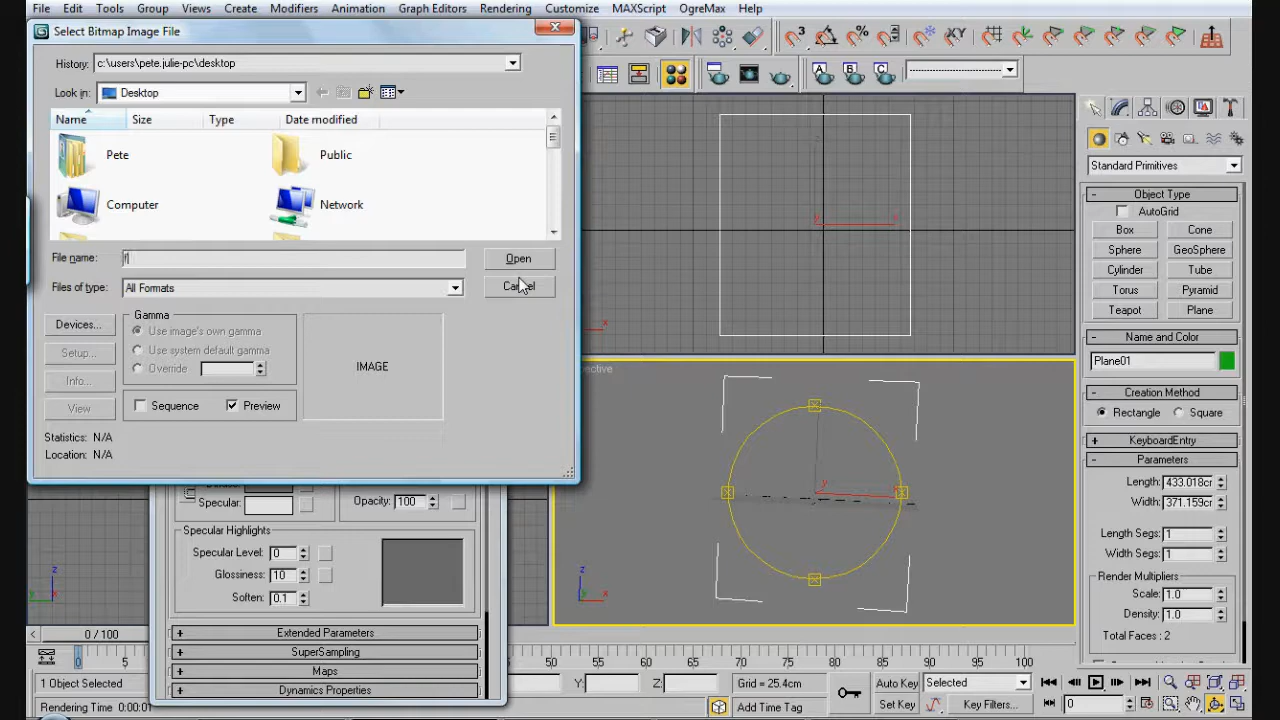 File Edit Tools Group Views Create Modifiers Animation Graph Editors Rendering Customize MAXScript OgreMax Help
Select Bitmap Image File
History: c:\users\pete.julie-pc\desktop
Look in: Desktop
Name Size Type Date modified
Pete Public
Computer Network
File name:
Open
Files of type: All Formats
Devices...
Setup...
Info...
View
Gamma
Use image's own gamma
Use system default gamma
Override
IMAGE
Sequence Preview
Statistics: N/A
Location: N/A
Specular: Opacity: 100
Specular Highlights
Specular Level: 0
Glossiness: 10
Soften: 0.1
+ Extended Parameters
+ SuperSampling
+ Maps
+ Dynamics Properties
3 XY
A B C
Standard Primitives
- Object Type
AutoGrid
Box Cone
Sphere GeoSphere
Cylinder Tube
Torus Pyramid
Teapot Plane
- Name and Color
Plane01
- Creation Method
Rectangle Square
+ KeyboardEntry
- Parameters
Length: 433.018cr
Width: 371.159cr
Length Segs: 1
Width Segs: 1
Render Multipliers
Scale: 1.0
Density: 1.0
Total Faces: 2
y x
x
y
z
x
z
y x
0 / 100
0 5 50 55 60 65 70 75 80 85 90 95 100
1 Object Selected
Rendering Time 0:00:01
Y: Z: Grid = 25.4cm
Add Time Tag
Auto Key Selected
Set Key Key Filters...
0